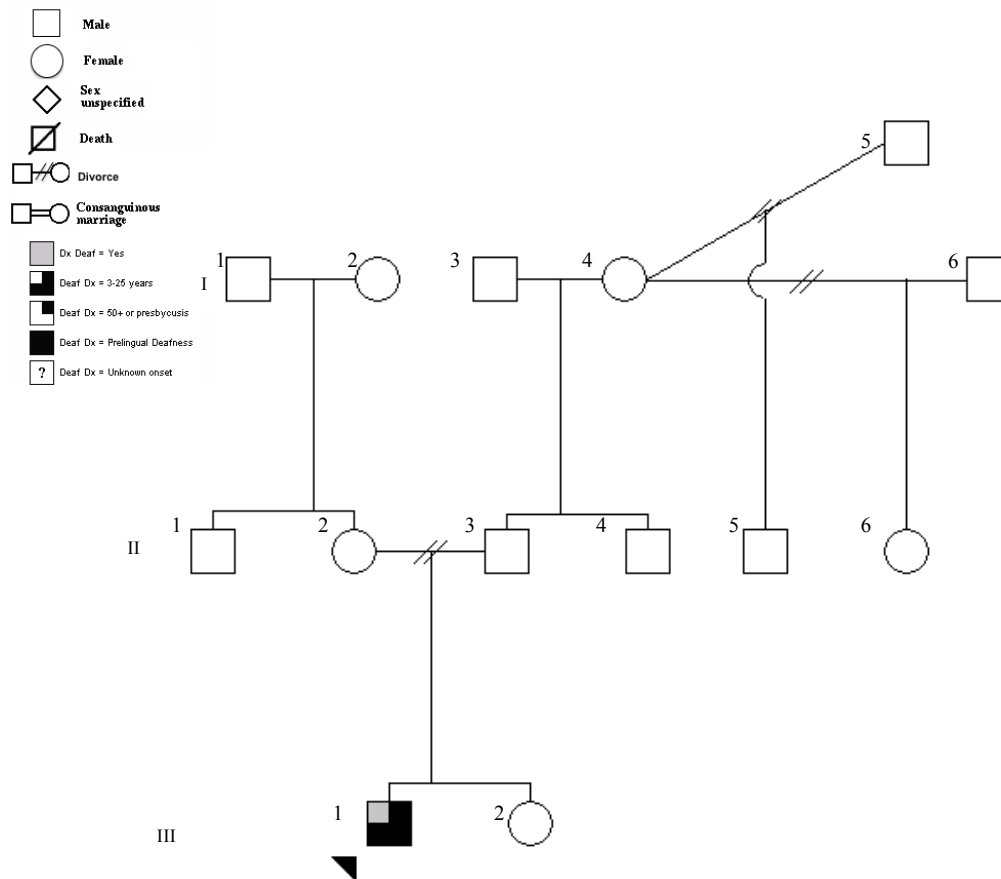 Male
Female
Sex
unspecified
Death
Divorce
Consanguinous
marriage
Dx Deaf = Yes
Deaf Dx = 3-25 years
Deaf Dx = 50+ or presbycusis
Deaf Dx = Prelingual Deafness
? Deaf Dx = Unknown onset
5
I 1 2 3 4 6
II 1 2 3 4 5 6
III 1 2